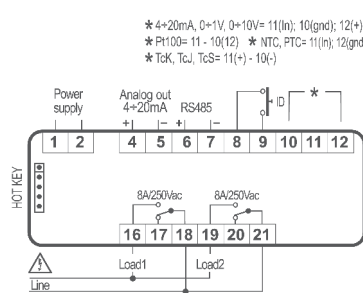 * 4÷20mA, 0÷1V, 0÷10V= 11(In); 10(gnd); 12(+)
* Pt100= 11 - 10(12) * NTC, PTC= 11(In); 12(gnd
* TcK, TcJ, TcS= 11(+) - 10(-)
Power supply
Analog out 4÷20mA
RS485
ID
*
+ - + -
1 2 4 5 6 7 8 9 10 11 12
HOT KEY
8A/250Vac 8A/250Vac
16 17 18 19 20 21
Load1 Load2
Line